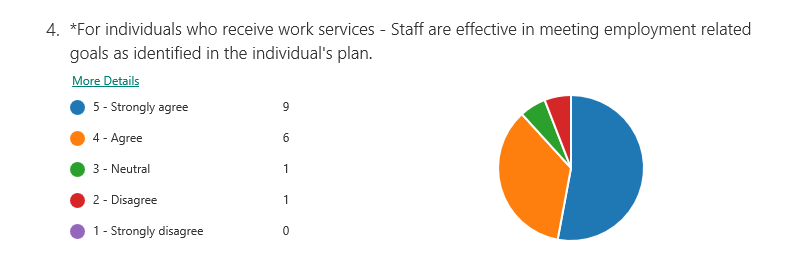 4. *For individuals who receive work services - Staff are effective in meeting employment related
goals as identified in the individual's plan.
More Details
5 - Strongly agree 9
4 - Agree 6
3 - Neutral 1
2 - Disagree 1
1 - Strongly disagree 0